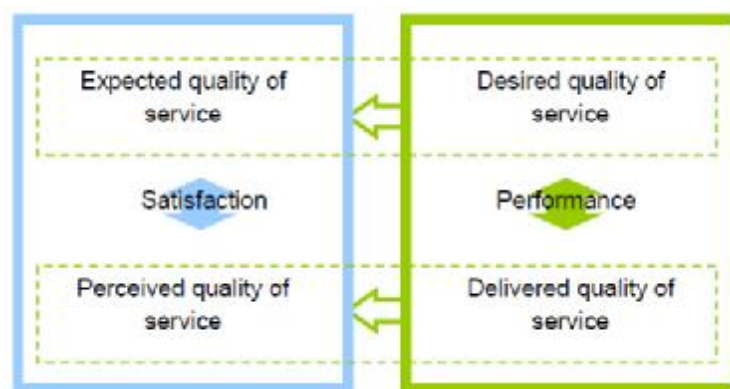 Expected quality of
service
Desired quality of
service
Satisfaction
Performance
Perceived quality of
service
Delivered quality of
service